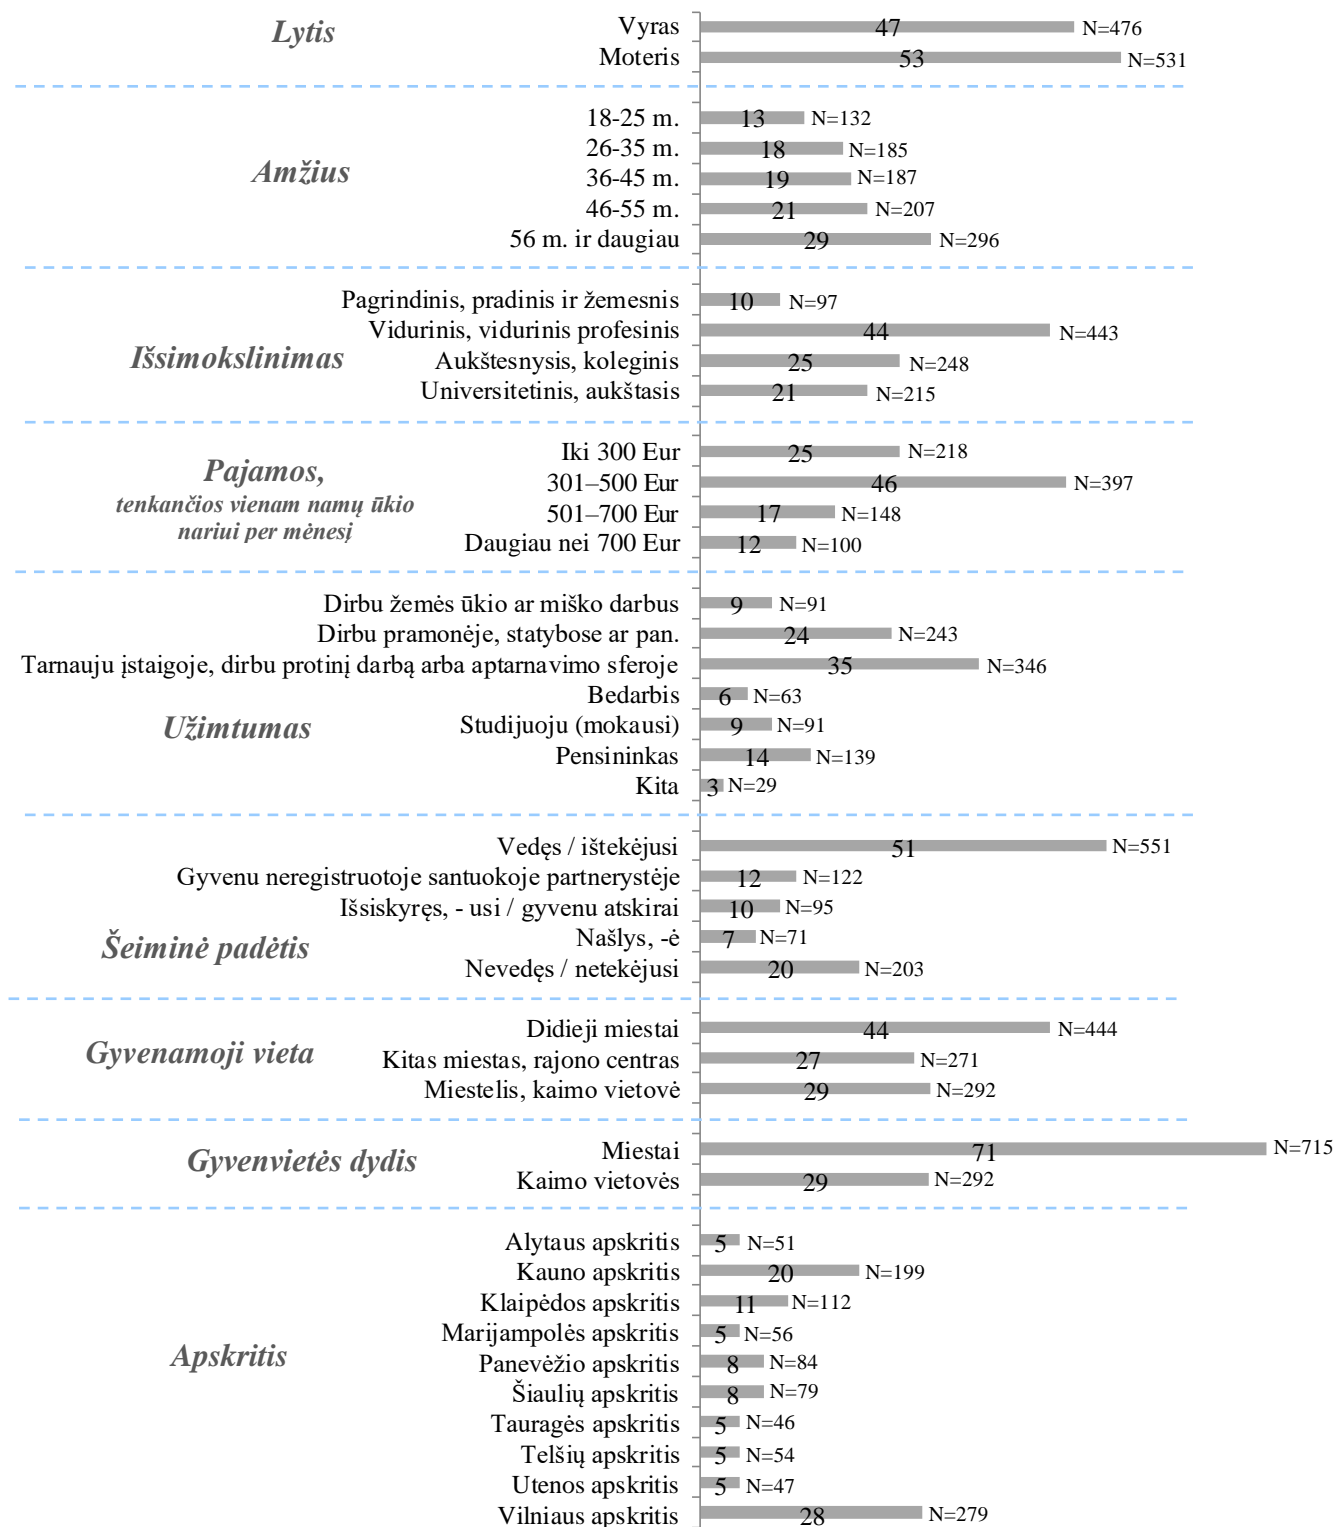 Lytis
Vyras 47 N=476
Moteris 53 N=531
Amžius
18-25 m. 13 N=132
26-35 m. 18 N=185
36-45 m. 19 N=187
46-55 m. 21 N=207
56 m. ir daugiau 29 N=296
Išsimokslinimas
Pagrindinis, pradinis ir žemesnis 10 N=97
Vidurinis, vidurinis profesinis 44 N=443
Aukštesnysis, koleginis 25 N=248
Universitetinis, aukštasis 21 N=215
Pajamos,
tenkančios vienam namų ūkio
nariui per mėnesį
Iki 300 Eur 25 N=218
301–500 Eur 46 N=397
501–700 Eur 17 N=148
Daugiau nei 700 Eur 12 N=100
Užimtumas
Dirbu žemės ūkio ar miško darbus 9 N=91
Dirbu pramonėje, statybose ar pan. 24 N=243
Tarnauju įstaigoje, dirbu protinį darbą arba aptarnavimo sferoje 35 N=346
Bedarbis 6 N=63
Studijuoju (mokausi) 9 N=91
Pensininkas 14 N=139
Kita 3 N=29
Šeiminė padėtis
Vedęs / ištekėjusi 51 N=551
Gyvenu neregistruotoje santuokoje partnerystėje 12 N=122
Išsiskyręs, - usi / gyvenu atskirai 10 N=95
Našlys, -ė 7 N=71
Nevedęs / netekėjusi 20 N=203
Gyvenamoji vieta
Didieji miestai 44 N=444
Kitas miestas, rajono centras 27 N=271
Miestelis, kaimo vietovė 29 N=292
Gyvenvietės dydis
Miestai 71 N=715
Kaimo vietovės 29 N=292
Apskritis
Alytaus apskritis 5 N=51
Kauno apskritis 20 N=199
Klaipėdos apskritis 11 N=112
Marijampolės apskritis 5 N=56
Panevėžio apskritis 8 N=84
Šiaulių apskritis 8 N=79
Tauragės apskritis 5 N=46
Telšių apskritis 5 N=54
Utenos apskritis 5 N=47
Vilniaus apskritis 28 N=279